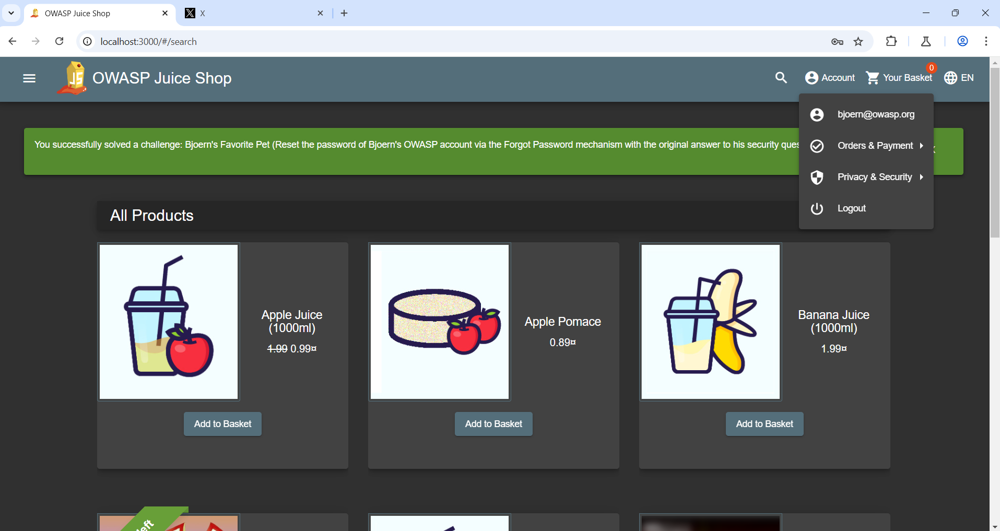 OWASP Juice Shop
X
localhost:3000/#/search
JS
OWASP Juice Shop
Account
0
Your Basket
EN
bjoern@owasp.org
You successfully solved a challenge: Bjoern's Favorite Pet (Reset the password of Bjoern's OWASP account via the Forgot Password mechanism with the original answer to his security
Orders & Payment
Privacy & Security
Logout
All Products
Apple Juice
(1000ml)
1.99 0.99¤
Apple Pomace
0.89¤
Banana Juice
(1000ml)
1.99¤
Add to Basket
Add to Basket
Add to Basket
left